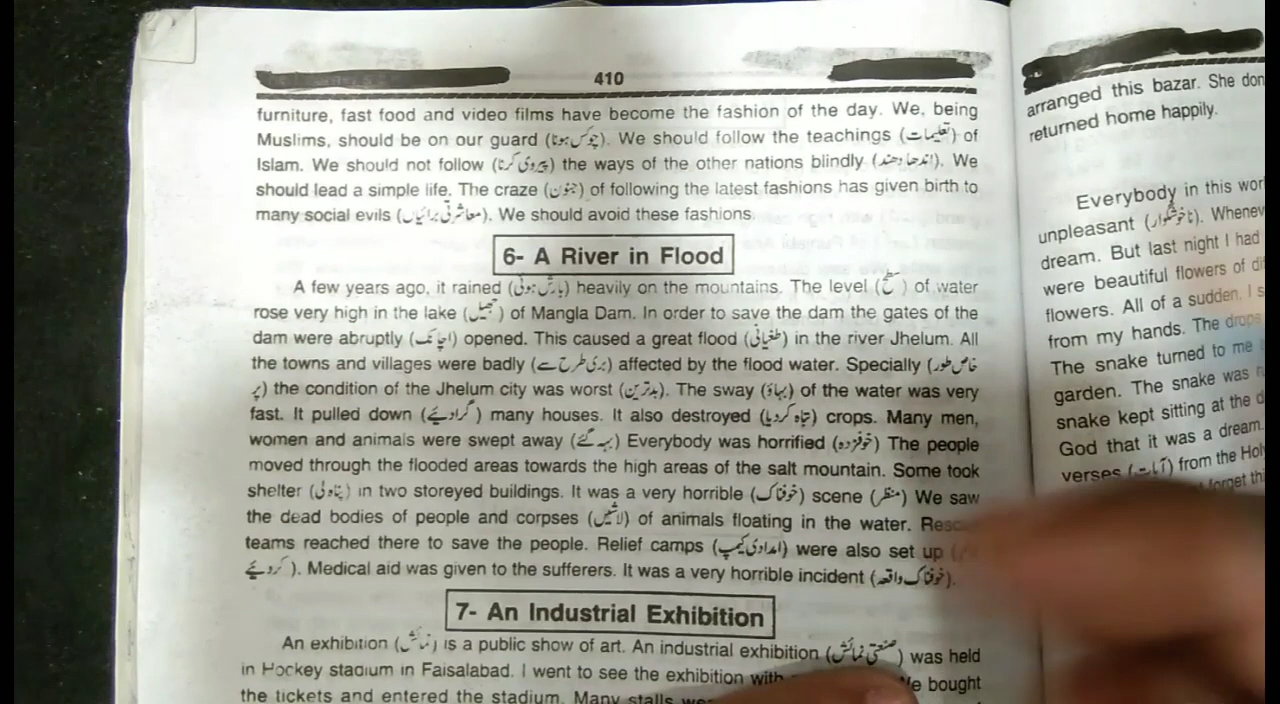 410
furniture, fast food and video films have become the fashion of the day. We, being
Muslims, should be on our guard (چوکس ہونا). We should follow the teachings (تعلیمات) of
Islam. We should not follow (پیروی کرنا) the ways of the other nations blindly (اندھا دھند). We
should lead a simple life. The craze (جنون) of following the latest fashions has given birth to
many social evils (معاشرتی برائیاں). We should avoid these fashions.
6- A River in Flood
A few years ago, it rained (بارش ہوئی) heavily on the mountains. The level (سطح) of water
rose very high in the lake (جھیل) of Mangla Dam. In order to save the dam the gates of the
dam were abruptly (اچانک) opened. This caused a great flood (طغیانی) in the river Jhelum. All
the towns and villages were badly (بری طرح سے) affected by the flood water. Specially (خاص طور
پر) the condition of the Jhelum city was worst (بدترین). The sway (بہاؤ) of the water was very
fast. It pulled down (گرا دیئے) many houses. It also destroyed (تباہ کر دیا) crops. Many men,
women and animals were swept away (بہہ گئے) Everybody was horrified (خوفزدہ) The people
moved through the flooded areas towards the high areas of the salt mountain. Some took
shelter (پناہ لی) in two storeyed buildings. It was a very horrible (خوفناک) scene (منظر) We saw
the dead bodies of people and corpses (لاشیں) of animals floating in the water.
teams reached there to save the people. Relief camps (امدادی کیمپ) were also set up (
کر دیئے). Medical aid was given to the sufferers. It was a very horrible incident (خوفناک واقعہ).
7- An Industrial Exhibition
An exhibition (نمائش) is a public show of art. An industrial exhibition (صنعتی نمائش) was held
in Hockey stadium in Faisalabad. I went to see the exhibition with We bought
the tickets and entered the stadium. Many stalls
arranged this bazar. She
returned home happily.
Everybody in this
unpleasant (ناخوشگوار).
dream. But last night I had
were beautiful flowers of
flowers. All of a sudden, I
from my hands. The drops
The snake turned to me
garden. The snake was
snake kept sitting at the
God that it was a dream.
verses (آیات) from the
forget